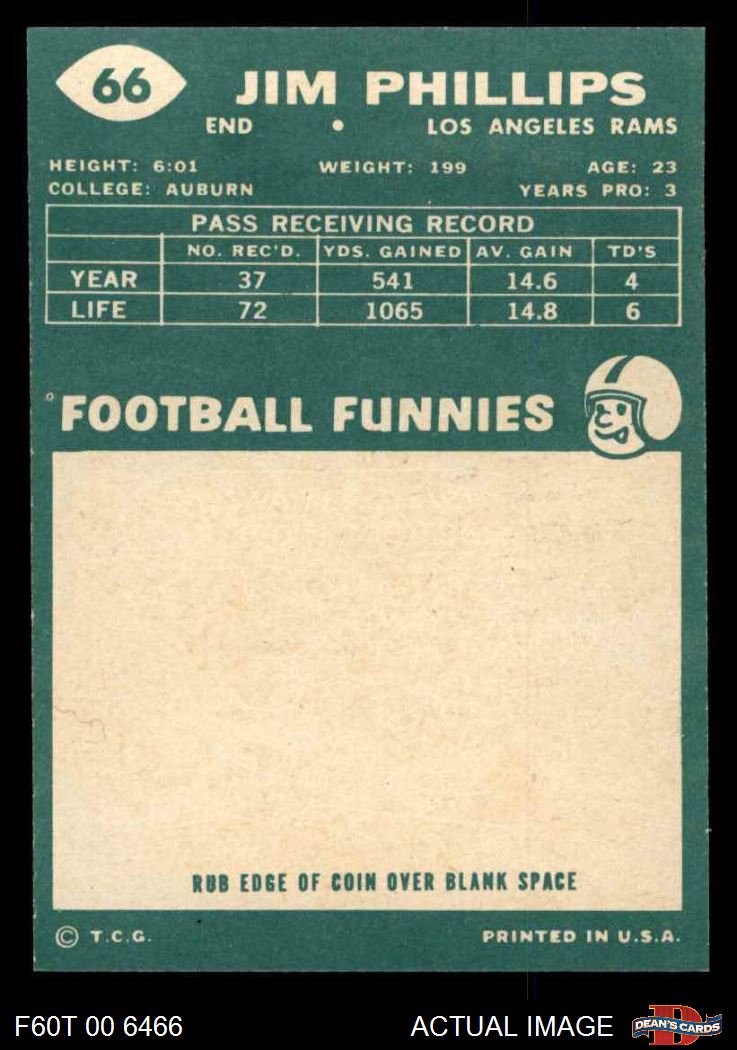 66
JIM PHILLIPS
END • LOS ANGELES RAMS
HEIGHT: 6:01 WEIGHT: 199 AGE: 23
COLLEGE: AUBURN YEARS PRO: 3
PASS RECEIVING RECORD
NO. REC'D. YDS. GAINED AV. GAIN TD'S
YEAR 37 541 14.6 4
LIFE 72 1065 14.8 6
FOOTBALL FUNNIES
RUB EDGE OF COIN OVER BLANK SPACE
© T.C.G. PRINTED IN U.S.A.
F60T 00 6466 ACTUAL IMAGE DEAN'S CARDS